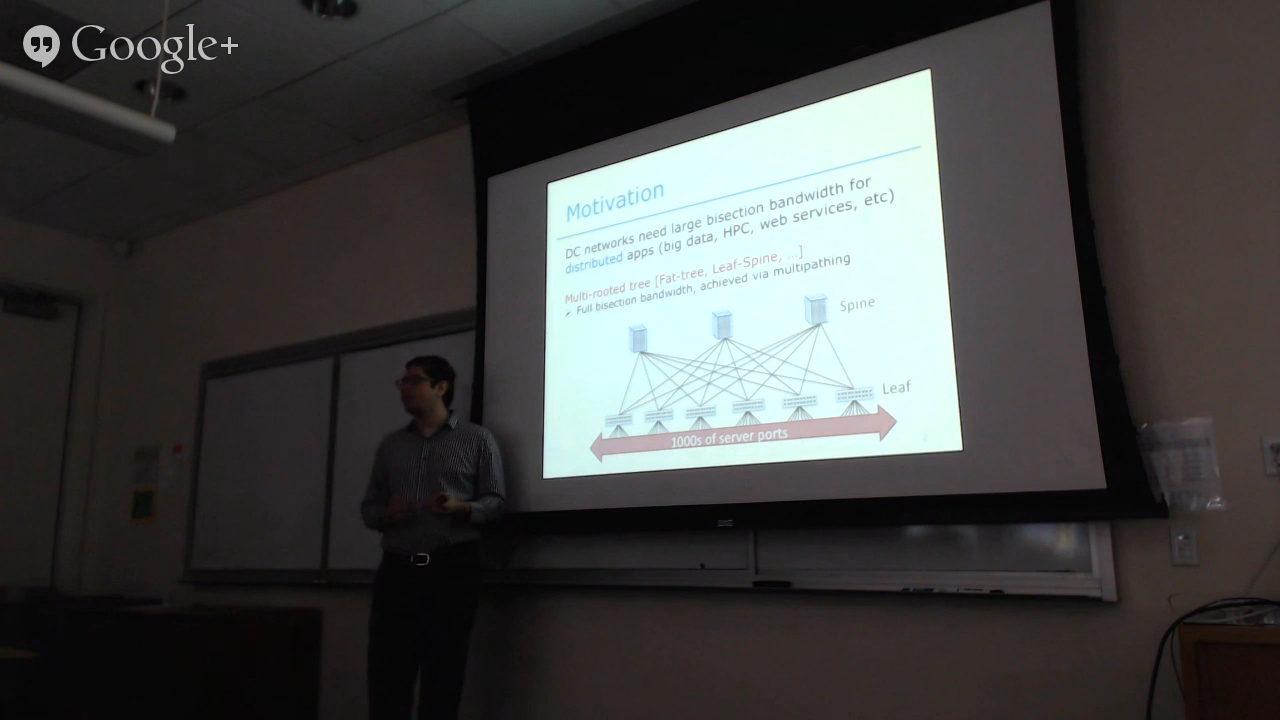 Google+
Motivation
DC networks need large bisection bandwidth for
distributed apps (big data, HPC, web services, etc)
Multi-rooted tree [Fat-tree, Leaf-Spine, ...]
Full bisection bandwidth, achieved via multipathing
Spine
Leaf
1000s of server ports